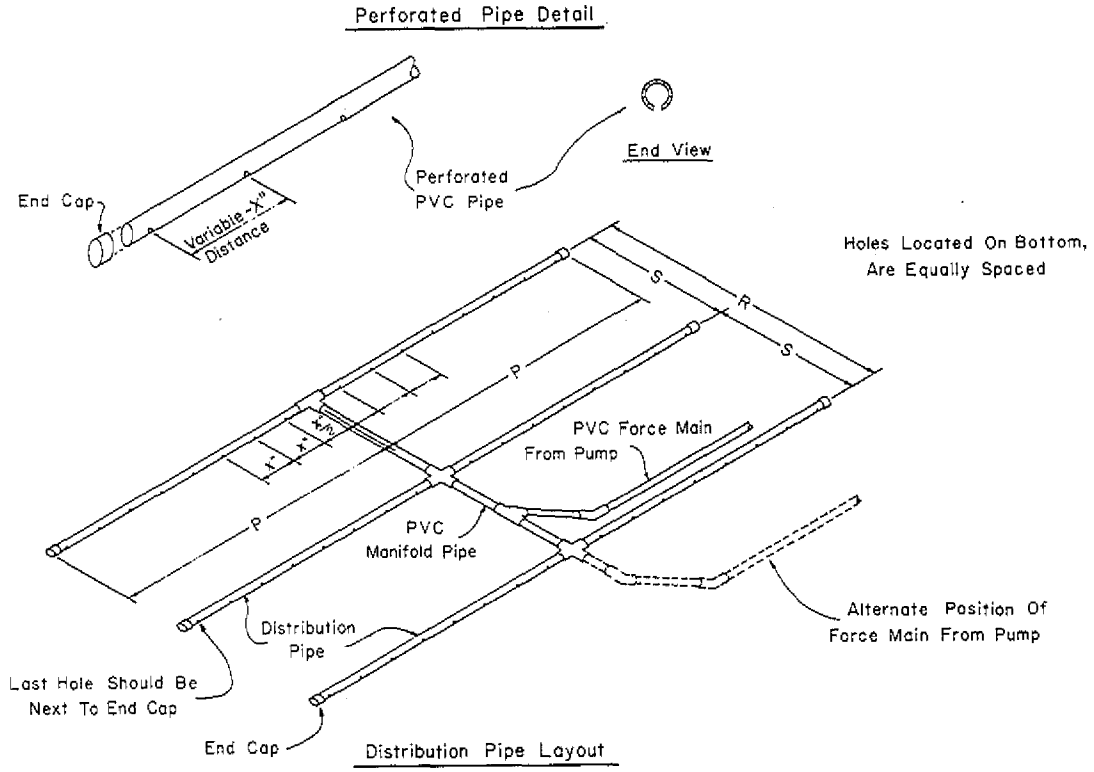 Perforated Pipe Detail
End View
Perforated
PVC Pipe
End Cap
Variable-X"
Distance
Holes Located On Bottom,
Are Equally Spaced
S
R
S
P
X"/2
X"
X"
P
PVC Force Main
From Pump
PVC
Manifold Pipe
Alternate Position Of
Force Main From Pump
Distribution
Pipe
Last Hole Should Be
Next To End Cap
End Cap
Distribution Pipe Layout